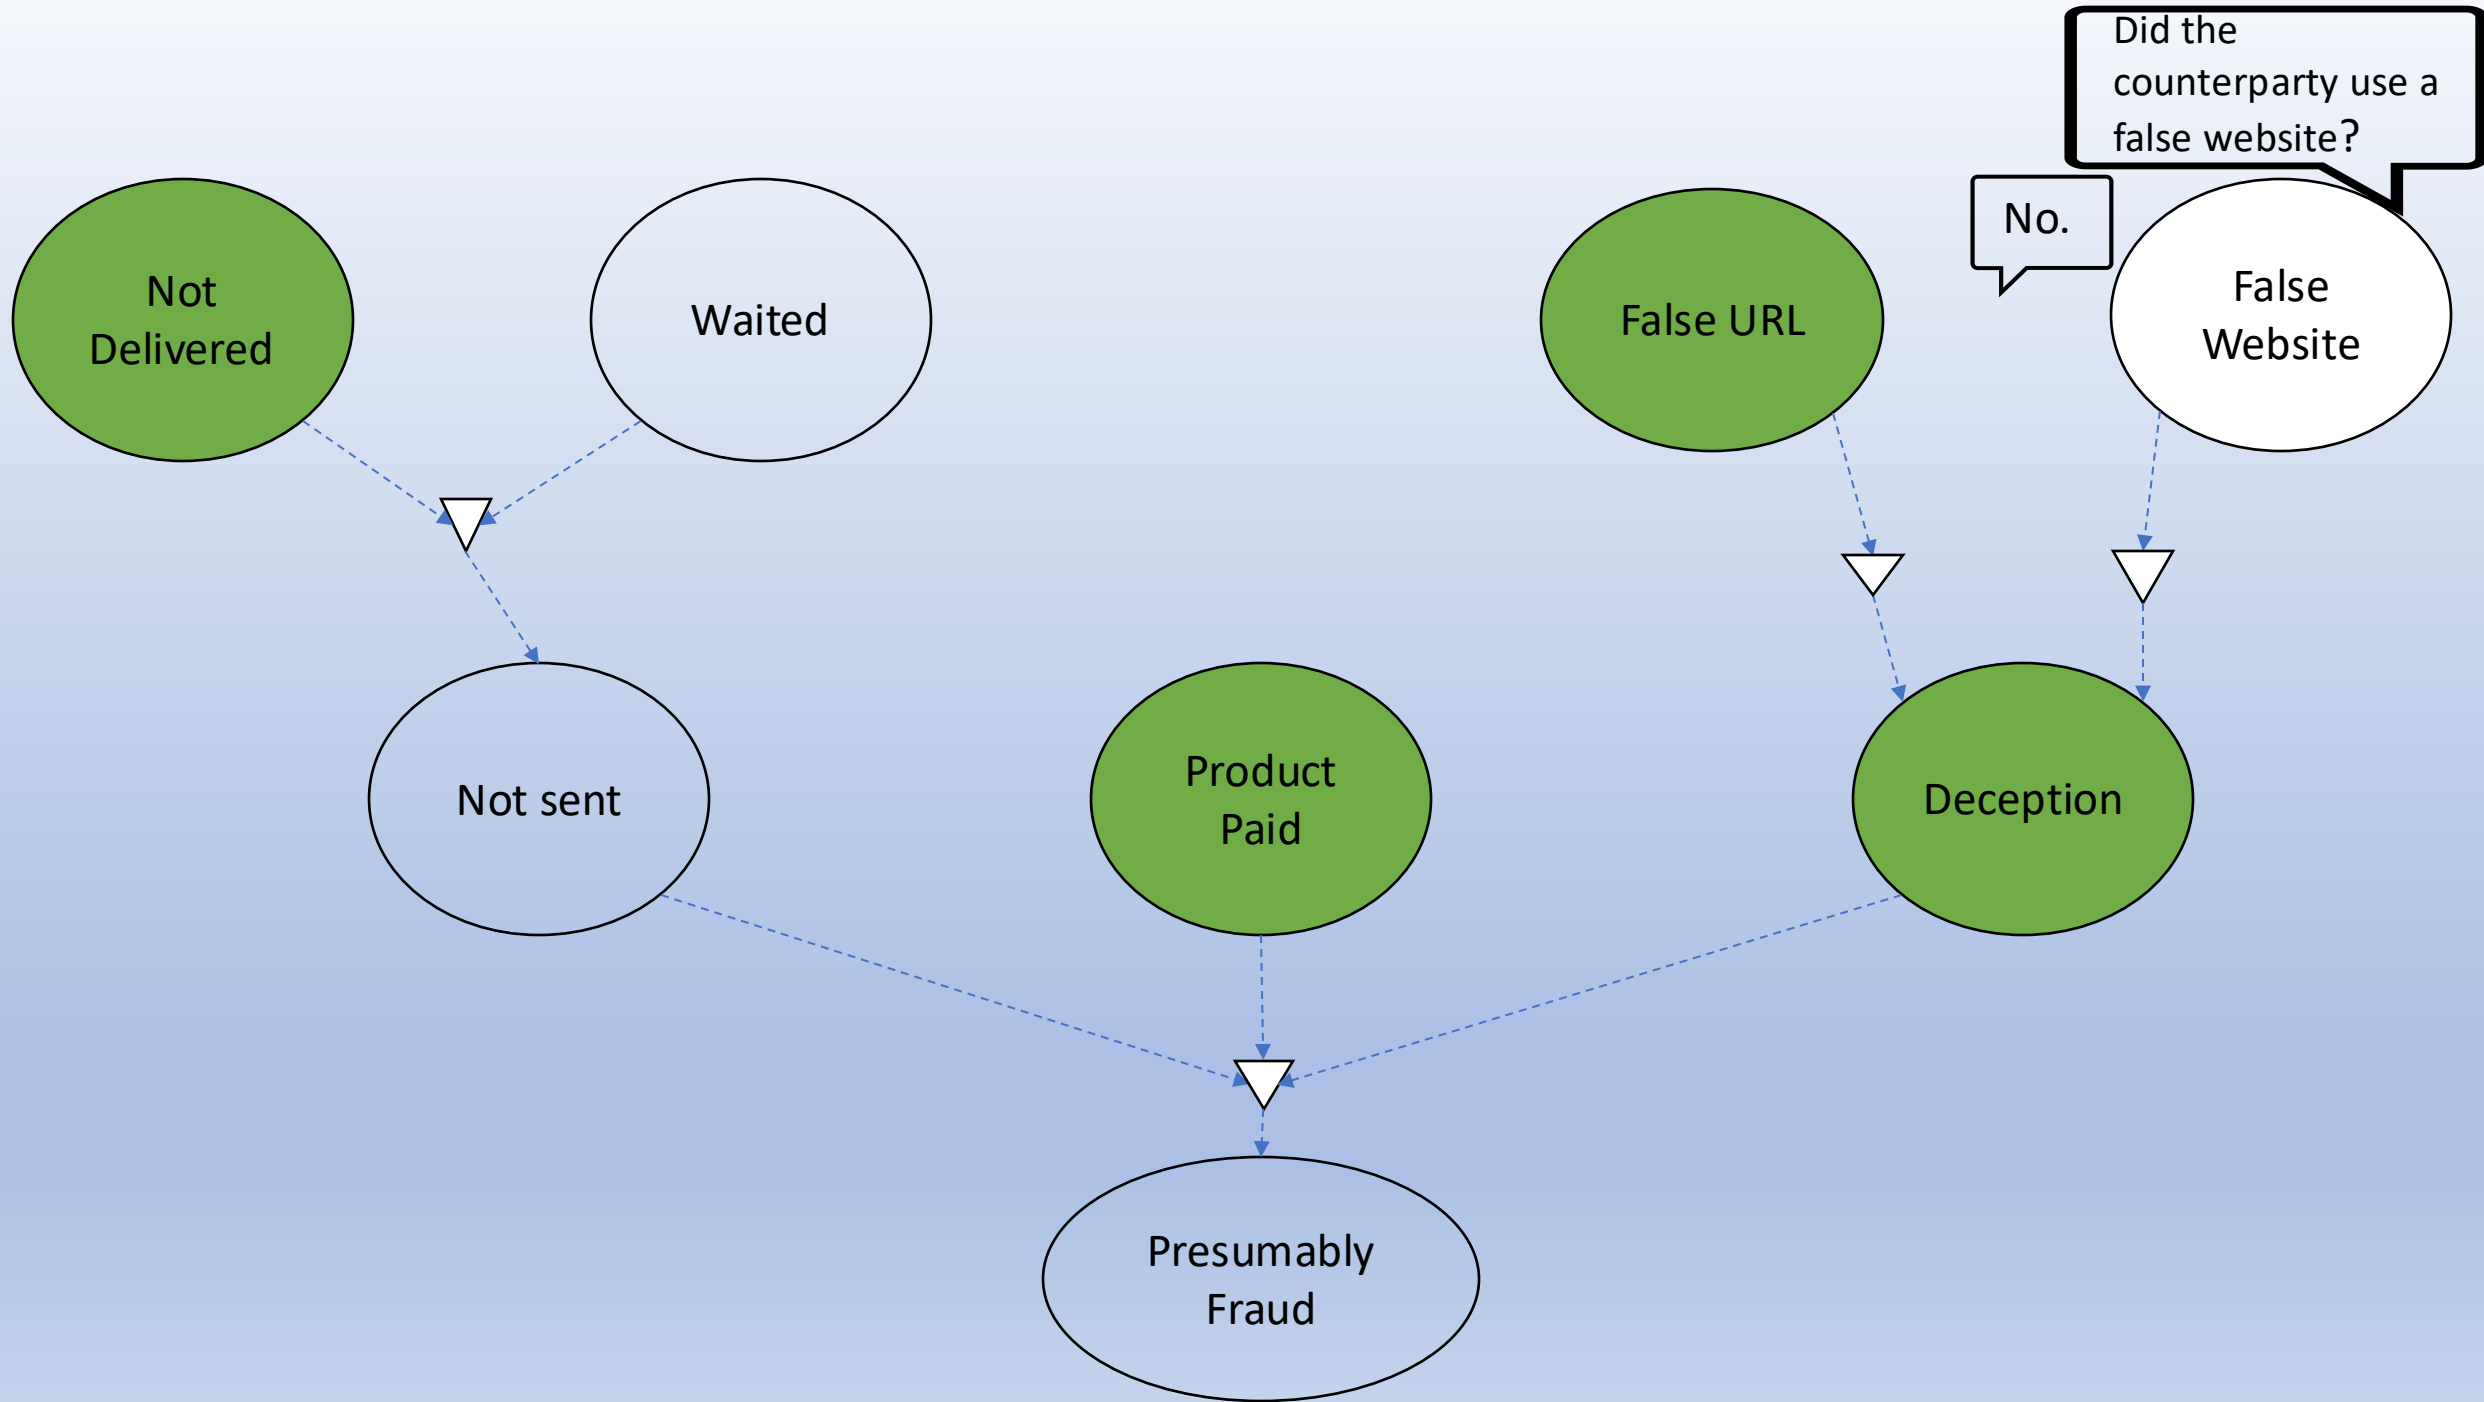 Did the
counterparty use a
false website?
No.
Not
Delivered
Waited
False URL
False
Website
Not sent
Product
Paid
Deception
Presumably
Fraud